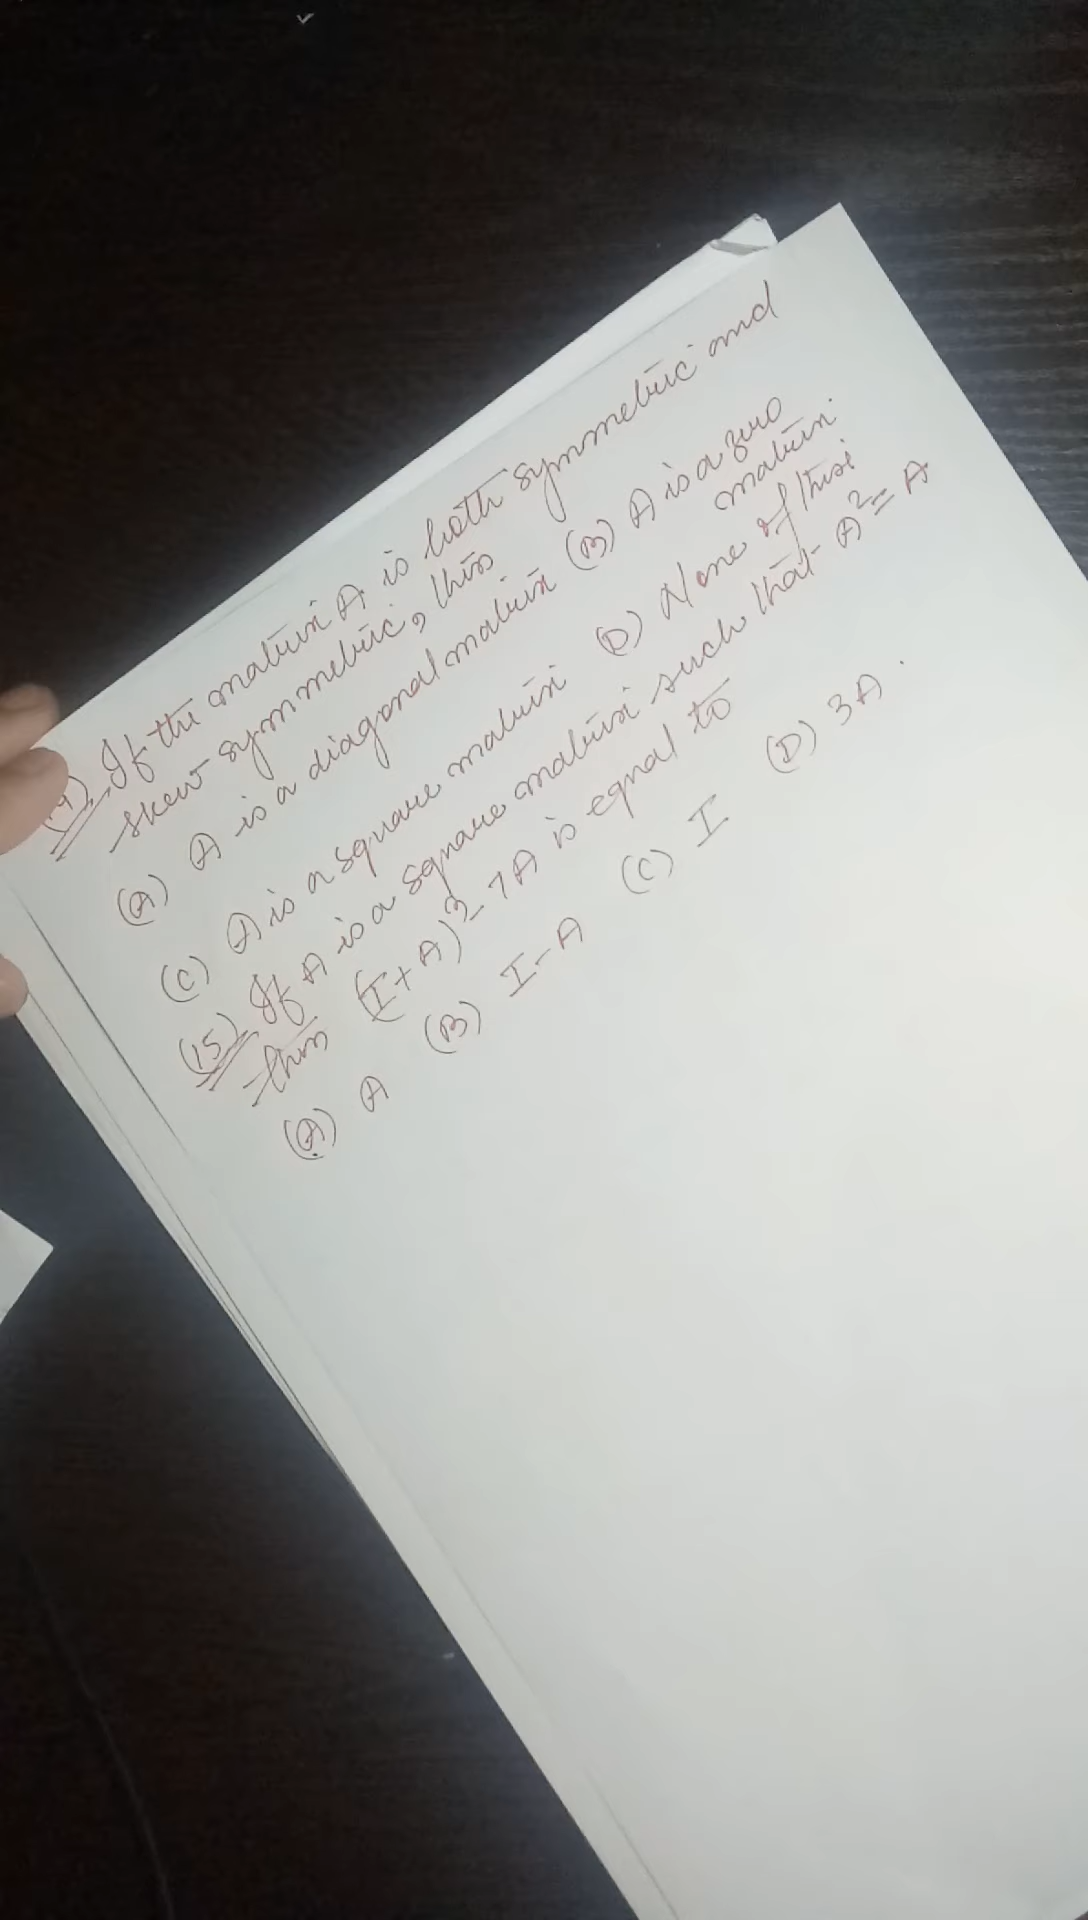 If the matrix A is both symmetric and
skew symmetric, then
(A) A is a diagonal matrix (B) A is a zero matrix.
(C) A is a square matrix (D) None of these
(15) If A is a square matrix such that A² = A
then (I + A)³ - 7A is equal to
(A) A (B) I - A (C) I (D) 3A.